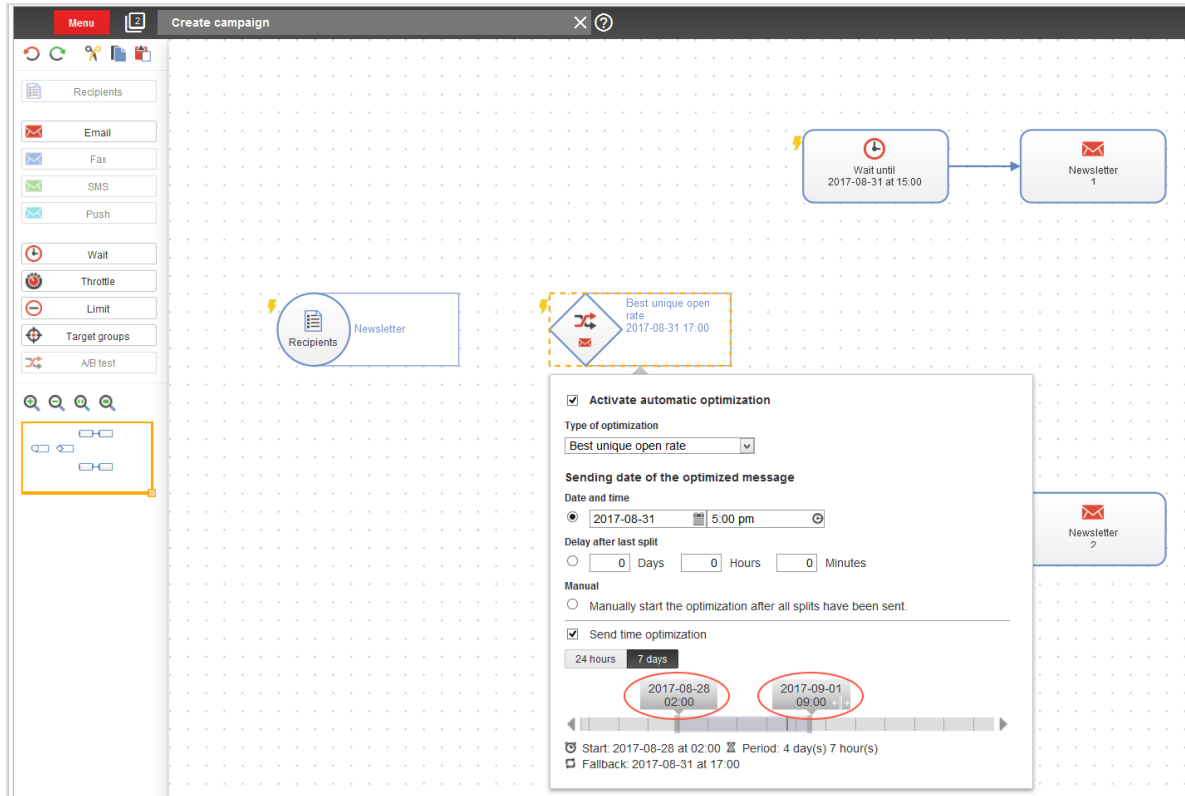 Menu
2
Create campaign
Recipients
Email
Fax
SMS
Push
Wait
Throttle
Limit
Target groups
A/B test
Wait until
2017-08-31 at 15:00
Newsletter
1
Recipients
Newsletter
Best unique open
rate
2017-08-31 17:00
Activate automatic optimization
Type of optimization
Best unique open rate
Sending date of the optimized message
Date and time
2017-08-31 5:00 pm
Delay after last split
0 Days 0 Hours 0 Minutes
Manual
Manually start the optimization after all splits have been sent.
Send time optimization
24 hours 7 days
2017-08-28 2017-09-01
02:00 09:00
Start: 2017-08-28 at 02:00 Period: 4 day(s) 7 hour(s)
Fallback: 2017-08-31 at 17:00
Newsletter
2